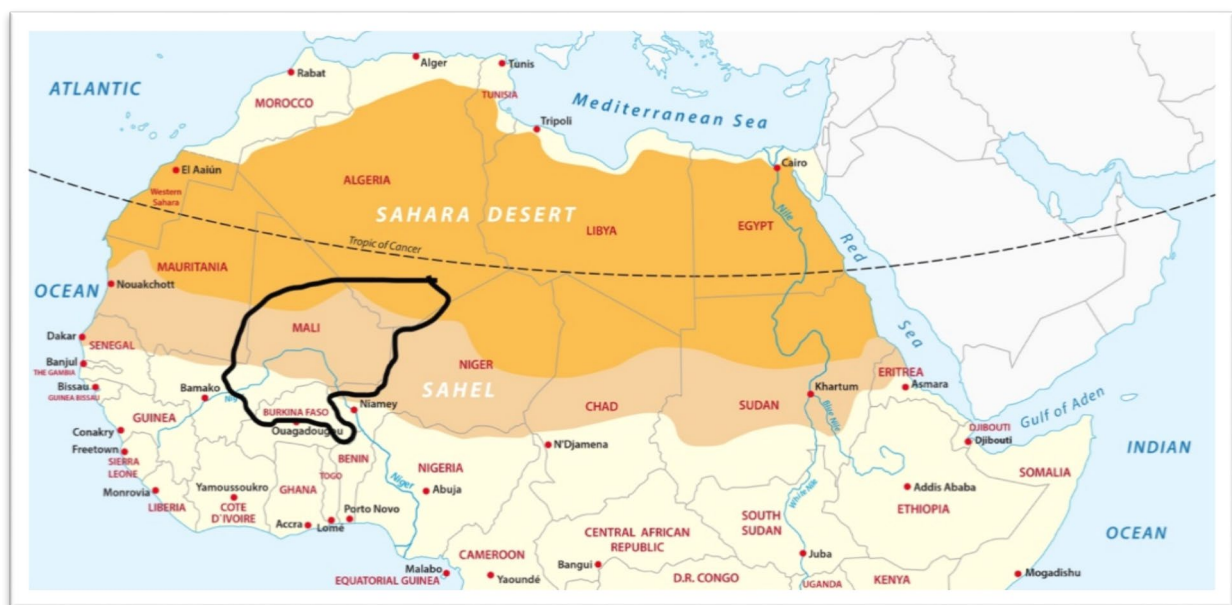 Alger
Tunis
Rabat
ATLANTIC
TUNISIA
MOROCCO
Mediterranean Sea
Tripoli
Cairo
El Aaiún
ALGERIA
Western
Sahara
Nile
SAHARA DESERT
LIBYA
EGYPT
Red
Tropic of Cancer
MAURITANIA
Nouakchott
OCEAN
Sea
MALI
Dakar
SENEGAL
Banjul
NIGER
THE GAMBIA
ERITREA
Bissau
Bamako
SAHEL
Khartum
Asmara
GUINEA BISSAU
Niamey
CHAD
SUDAN
Gulf of Aden
GUINEA
BURKINA FASO
Blue Nile
Conakry
Ouagadougou
DJIBOUTI
Freetown
N'Djamena
Djibouti
INDIAN
SIERRA
LEONE
BENIN
NIGERIA
SOMALIA
Monrovia
Yamoussoukro
TOGO
Niger
Abuja
White Nile
Addis Ababa
LIBERIA
COTE
D'IVOIRE
GHANA
Porto Novo
ETHIOPIA
Accra
Lomé
SOUTH
SUDAN
OCEAN
CENTRAL AFRICAN
REPUBLIC
CAMEROON
Juba
Malabo
Bangui
EQUATORIAL GUINEA
Yaoundé
D.R. CONGO
UGANDA
KENYA
Mogadishu